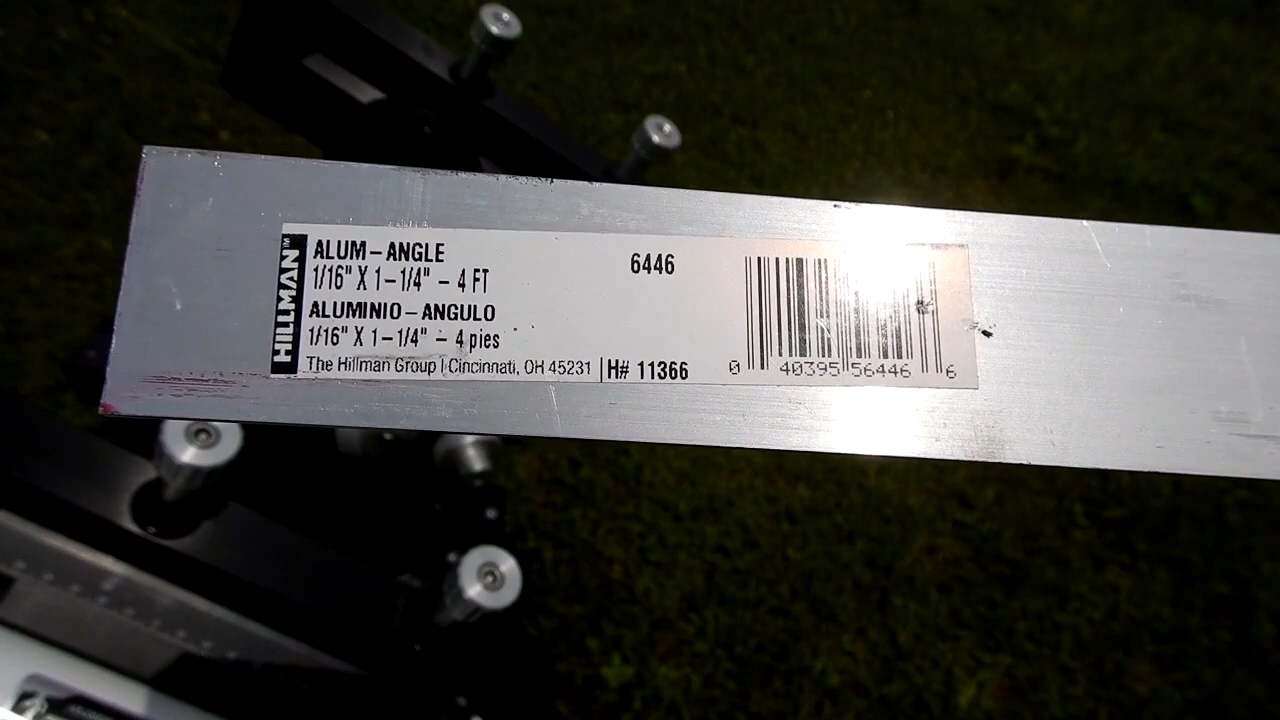 HILLMAN™
ALUM-ANGLE
1/16" X 1-1/4" - 4 FT
6446
ALUMINIO-ANGULO
1/16" X 1-1/4" - 4 pies
The Hillman Group | Cincinnati, OH 45231 | H# 11366
0 40395 56446 6